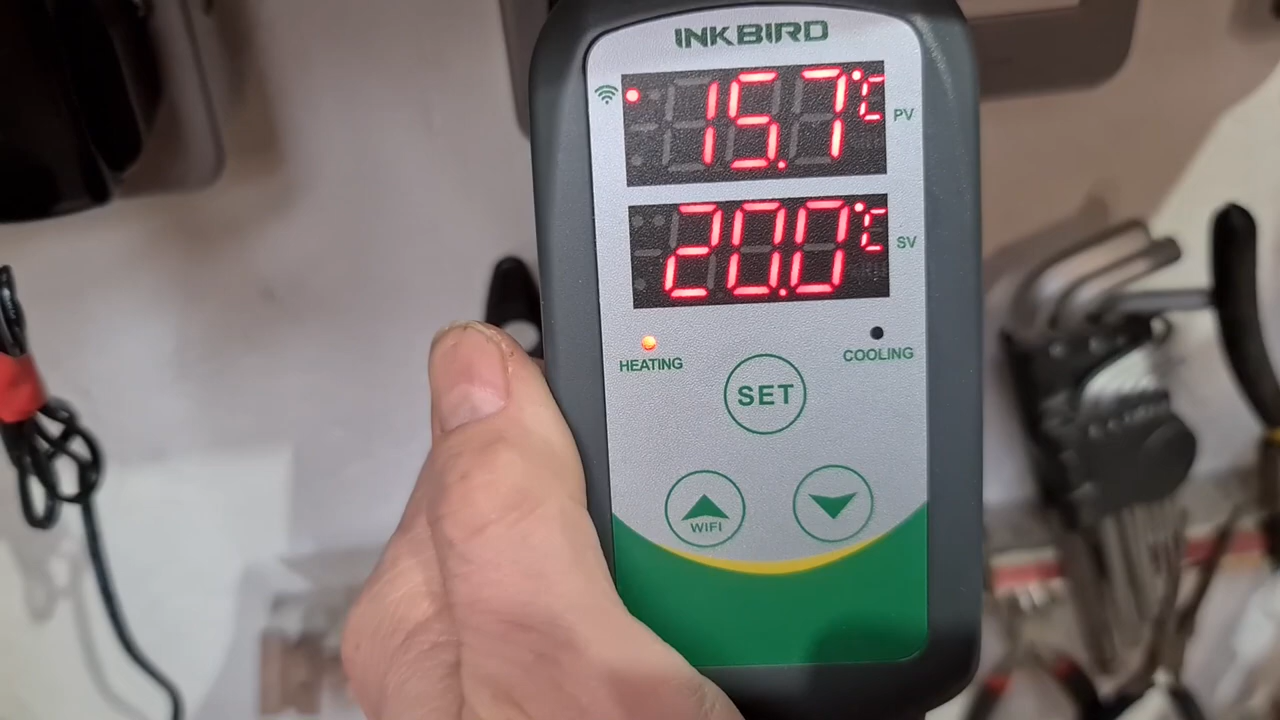 INKBIRD
15.7°C
PV
20.0°C
SV
HEATING
COOLING
SET
WIFI